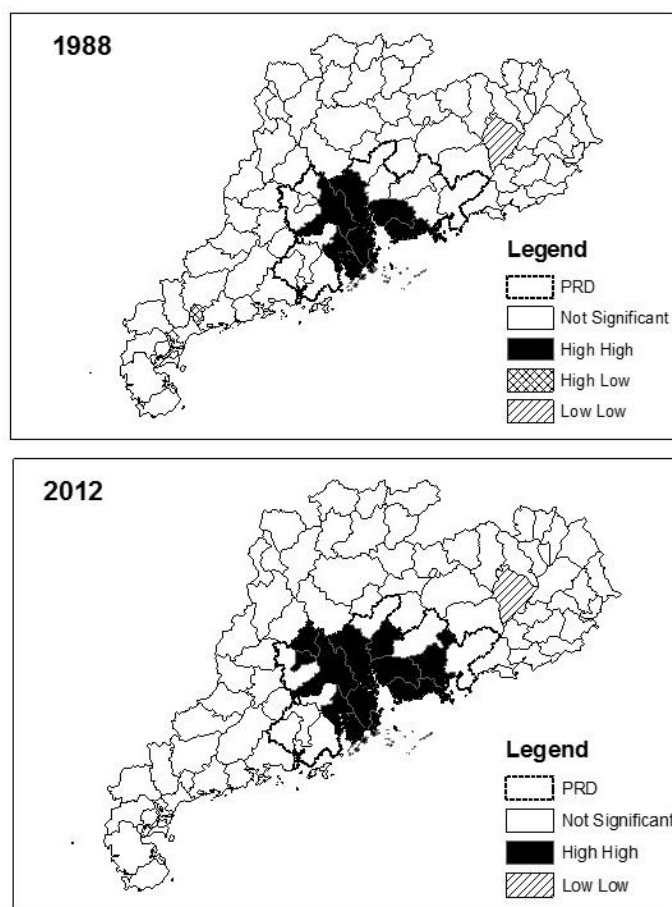 1988
Legend
PRD
Not Significant
High High
High Low
Low Low
2012
Legend
PRD
Not Significant
High High
Low Low